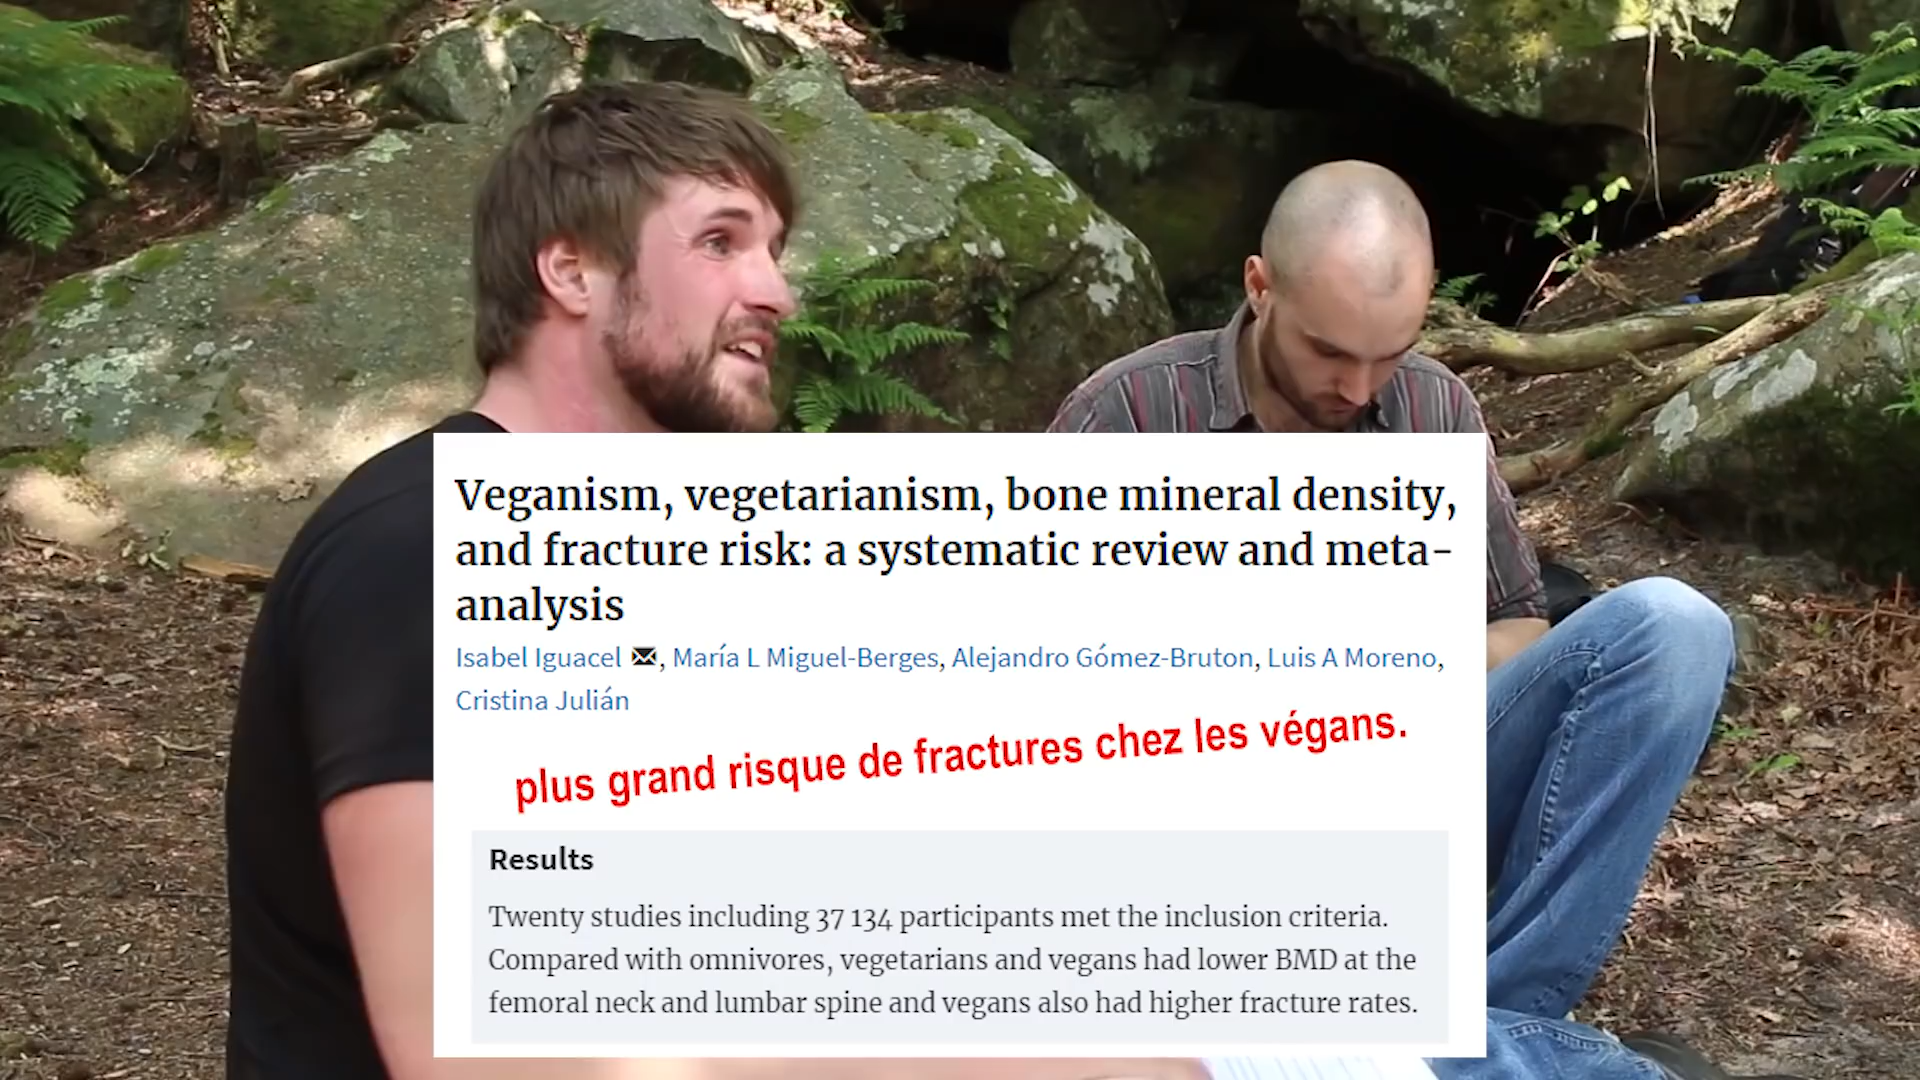 Veganism, vegetarianism, bone mineral density,
and fracture risk: a systematic review and meta-
analysis
Isabel Iguacel ✉, María L Miguel-Berges, Alejandro Gómez-Bruton, Luis A Moreno,
Cristina Julián
plus grand risque de fractures chez les végans.
Results
Twenty studies including 37 134 participants met the inclusion criteria.
Compared with omnivores, vegetarians and vegans had lower BMD at the
femoral neck and lumbar spine and vegans also had higher fracture rates.